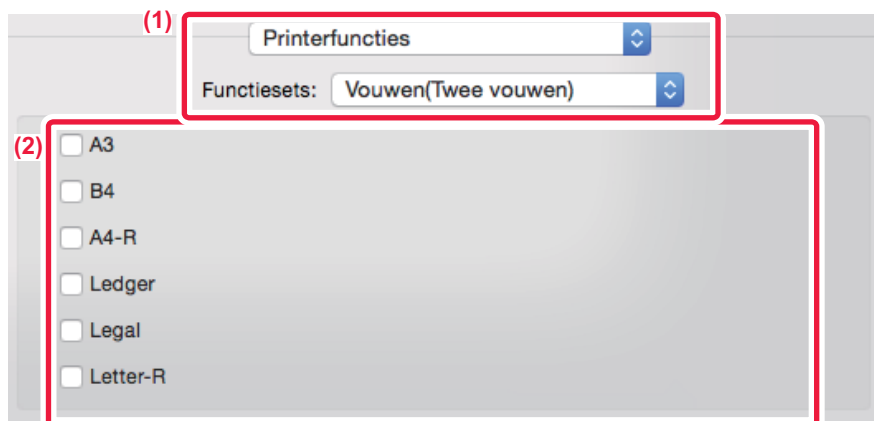 (1)
Printerfuncties
Functiesets: Vouwen(Twee vouwen)
(2)
A3
B4
A4-R
Ledger
Legal
Letter-R